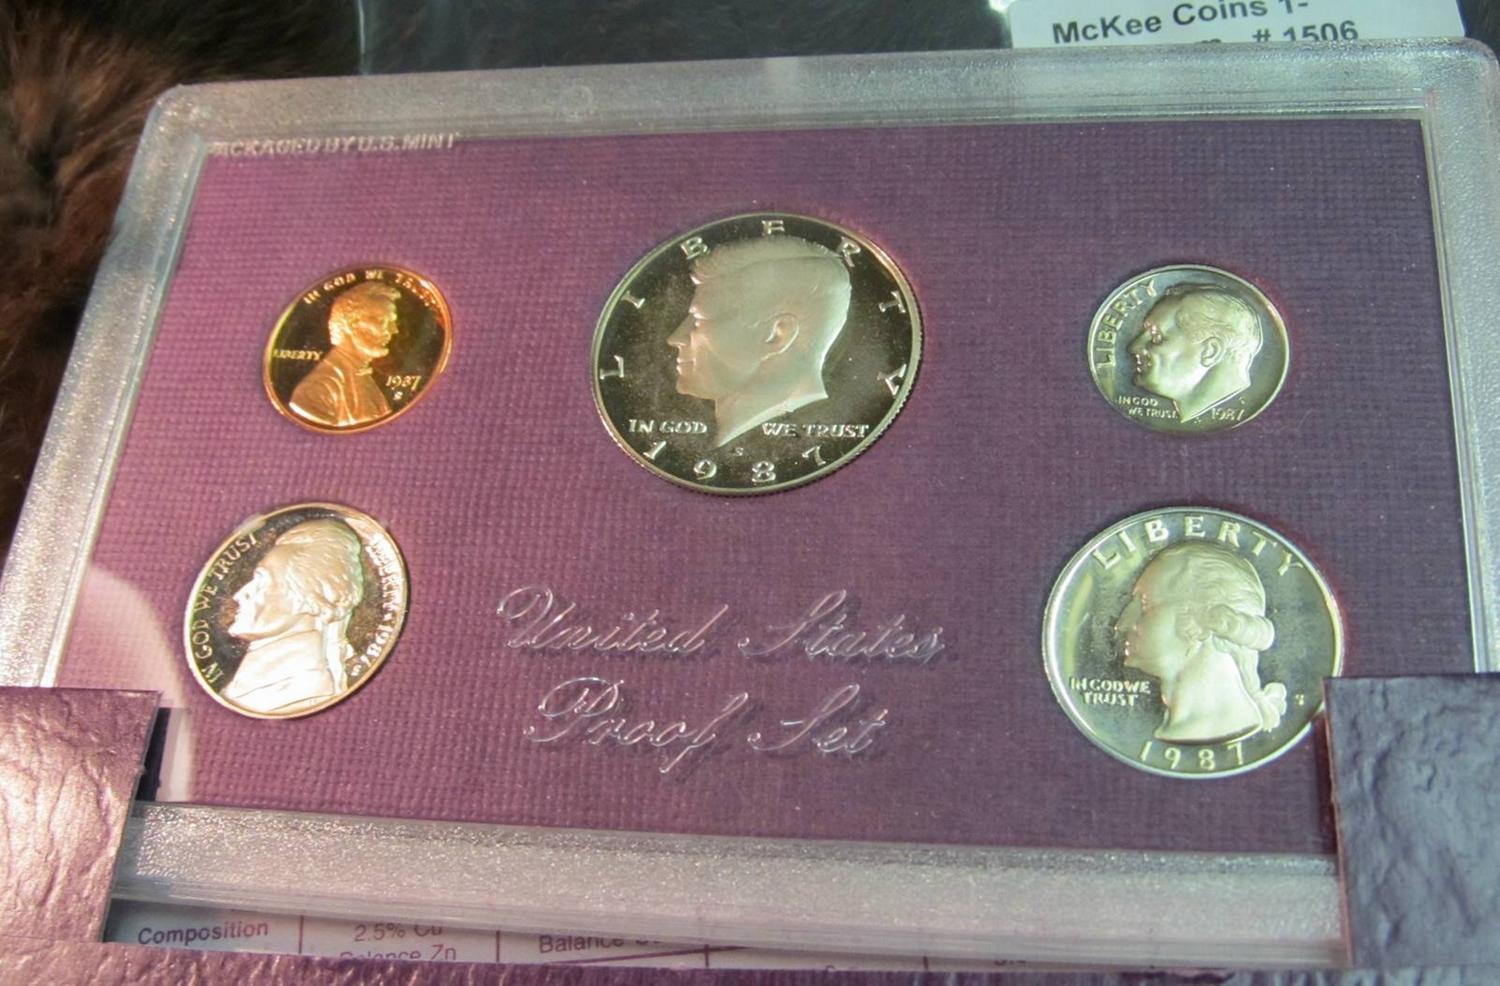 McKee Coins 1-
# 1506
PACKAGED BY U.S. MINT
IN GOD WE TRUST
LIBERTY
1987
S
LIBERTY
IN GOD WE TRUST
S
1987
LIBERTY
IN GOD
WE TRUST
S
1987
IN GOD WE TRUST
LIBERTY 1987
S
United States
Proof Set
LIBERTY
IN GOD WE
TRUST
S
1987
Composition
2.5% Cu
Balance Zn
Balance